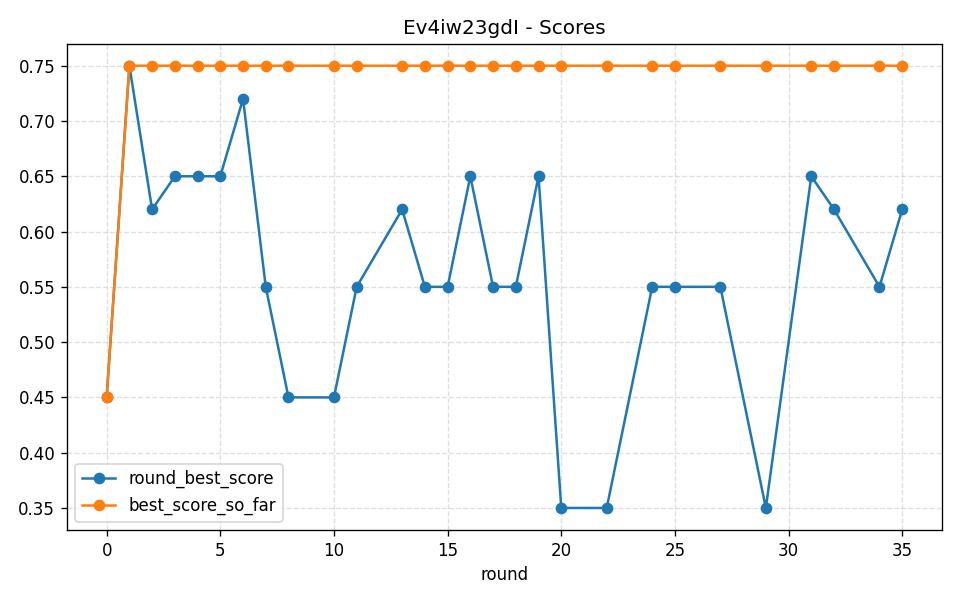 Ev4iw23gdI - Scores
0.75
0.70
0.65
0.60
0.55
0.50
0.45
0.40
0.35
round_best_score
best_score_so_far
0 5 10 15 20 25 30 35
round